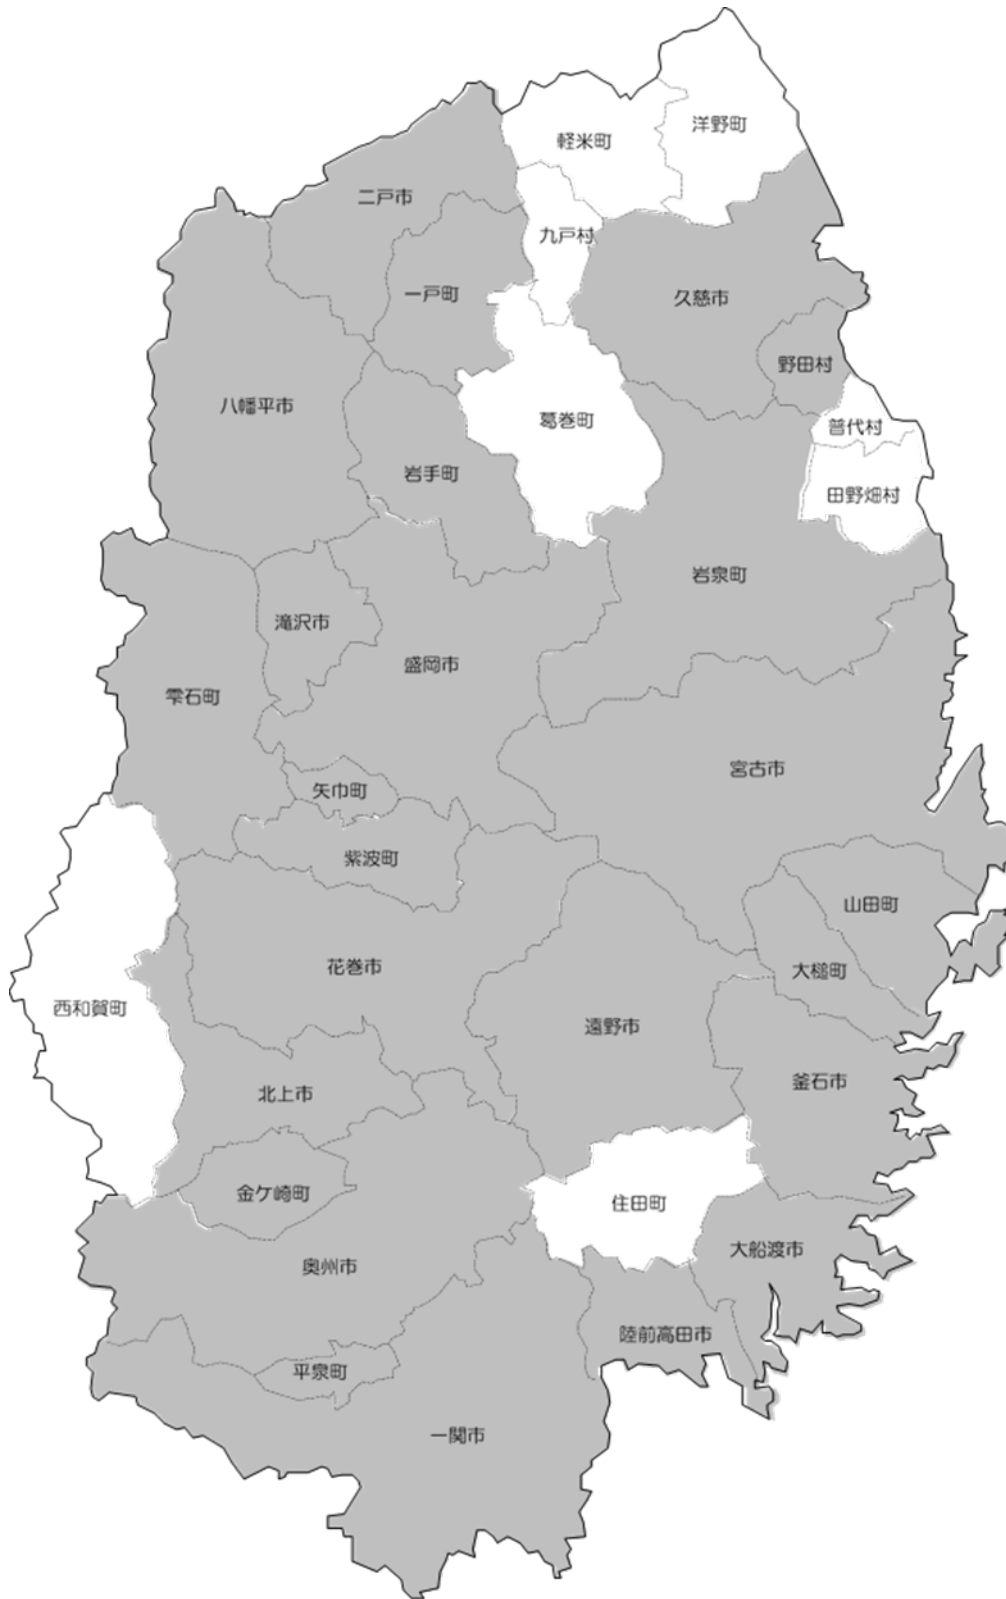 洋野町
軽米町
二戸市
九戸村
一戸町
久慈市
野田村
八幡平市
葛巻町
普代村
岩手町
田野畑村
岩泉町
滝沢市
盛岡市
雫石町
宮古市
矢巾町
紫波町
山田町
花巻市
大槌町
西和賀町
遠野市
釜石市
北上市
金ケ崎町
住田町
大船渡市
奥州市
陸前高田市
平泉町
一関市